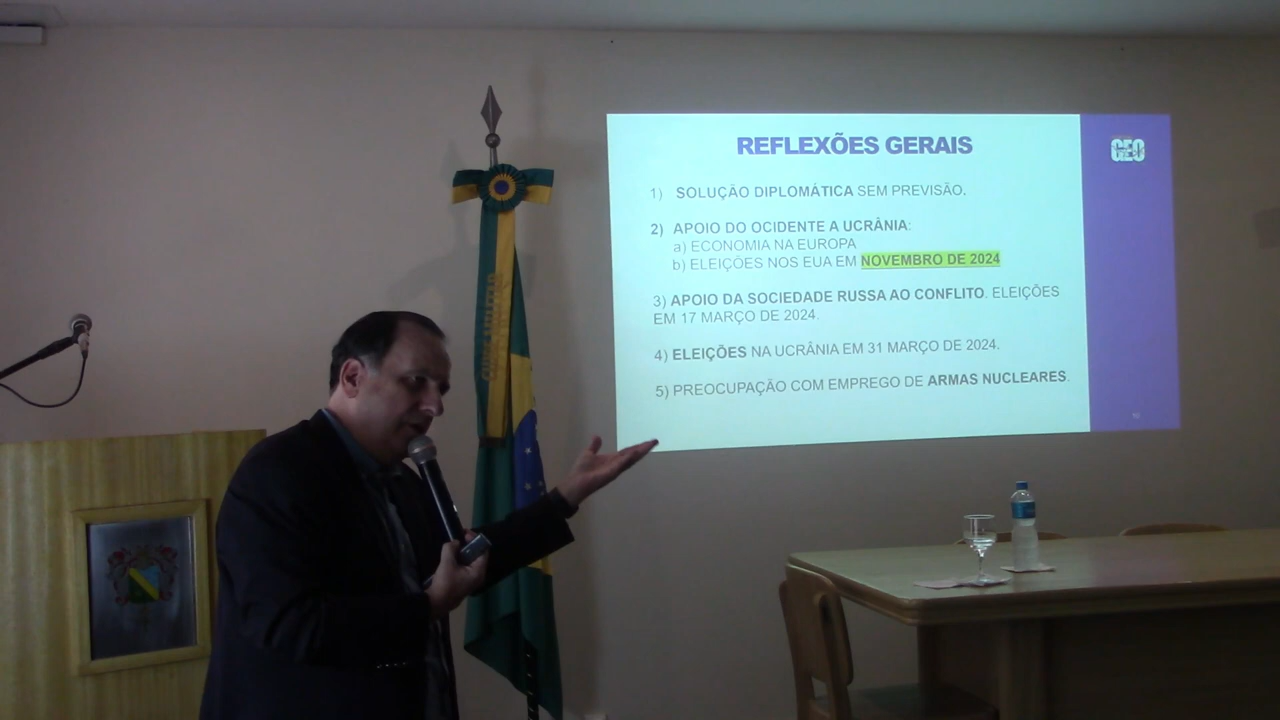 REFLEXÕES GERAIS
GEO
1) SOLUÇÃO DIPLOMÁTICA SEM PREVISÃO.
2) APOIO DO OCIDENTE A UCRÂNIA:
a) ECONOMIA NA EUROPA
b) ELEIÇÕES NOS EUA EM NOVEMBRO DE 2024
3) APOIO DA SOCIEDADE RUSSA AO CONFLITO. ELEIÇÕES
EM 17 MARÇO DE 2024.
4) ELEIÇÕES NA UCRÂNIA EM 31 MARÇO DE 2024.
5) PREOCUPAÇÃO COM EMPREGO DE ARMAS NUCLEARES.